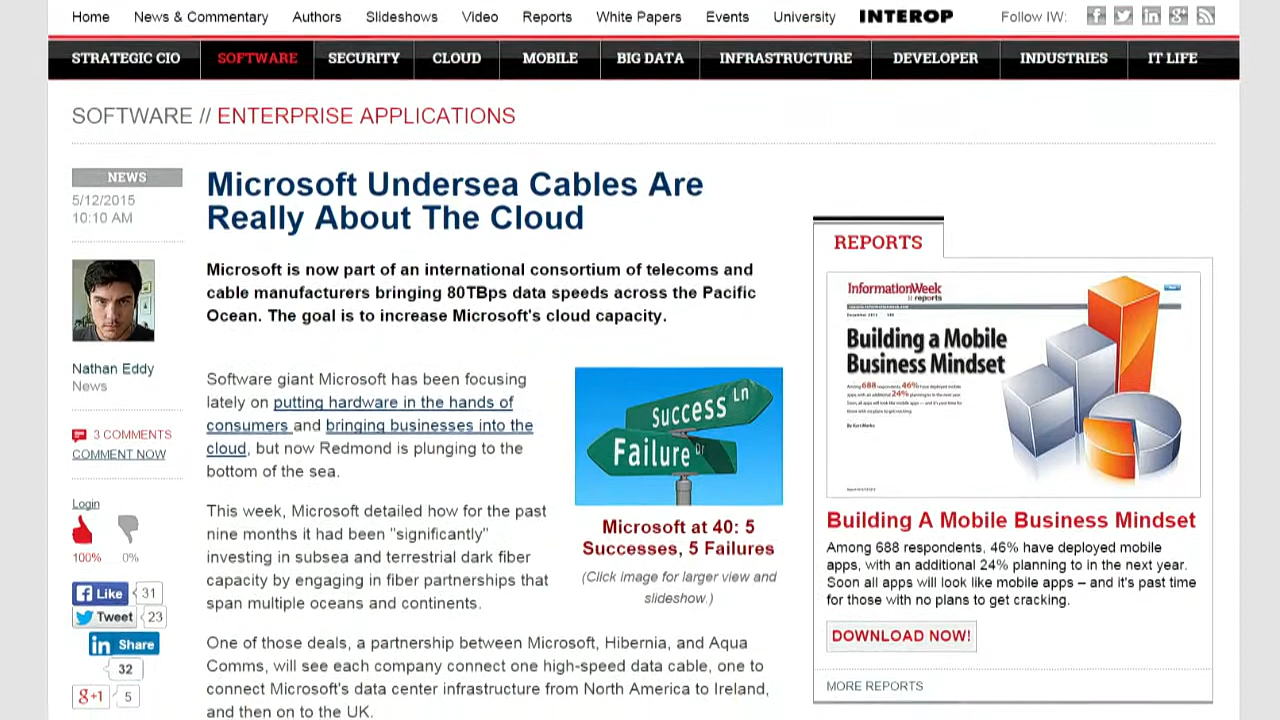 Home News & Commentary Authors Slideshows Video Reports White Papers Events University INTEROP Follow IW:
STRATEGIC CIO SOFTWARE SECURITY CLOUD MOBILE BIG DATA INFRASTRUCTURE DEVELOPER INDUSTRIES IT LIFE
SOFTWARE // ENTERPRISE APPLICATIONS
NEWS
5/12/2015
10:10 AM
Nathan Eddy
News
3 COMMENTS
COMMENT NOW
Login
100% 0%
Like 31
Tweet 23
in Share
32
g+1 5
Microsoft Undersea Cables Are
Really About The Cloud
Microsoft is now part of an international consortium of telecoms and
cable manufacturers bringing 80TBps data speeds across the Pacific
Ocean. The goal is to increase Microsoft's cloud capacity.
Software giant Microsoft has been focusing
lately on putting hardware in the hands of
consumers and bringing businesses into the
cloud, but now Redmond is plunging to the
bottom of the sea.
This week, Microsoft detailed how for the past
nine months it had been "significantly"
investing in subsea and terrestrial dark fiber
capacity by engaging in fiber partnerships that
span multiple oceans and continents.
One of those deals, a partnership between Microsoft, Hibernia, and Aqua
Comms, will see each company connect one high-speed data cable, one to
connect Microsoft's data center infrastructure from North America to Ireland,
and then on to the UK.
Success Ln
Failure Dr
Microsoft at 40: 5
Successes, 5 Failures
(Click image for larger view and
slideshow.)
REPORTS
InformationWeek
reports
Building a Mobile
Business Mindset
Building A Mobile Business Mindset
Among 688 respondents, 46% have deployed mobile
apps, with an additional 24% planning to in the next year.
Soon all apps will look like mobile apps – and it's past time
for those with no plans to get cracking.
DOWNLOAD NOW!
MORE REPORTS